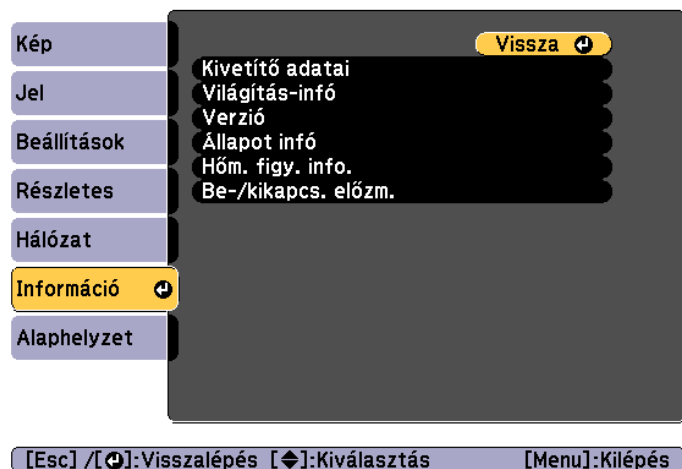 Kép
Jel
Beállítások
Részletes
Hálózat
Információ
Alaphelyzet
Vissza
Kivetítő adatai
Világítás-infó
Verzió
Állapot infó
Hőm. figy. info.
Be-/kikapcs. előzm.
[Esc] /[⏎]:Visszalépés [◆]:Kiválasztás [Menu]:Kilépés